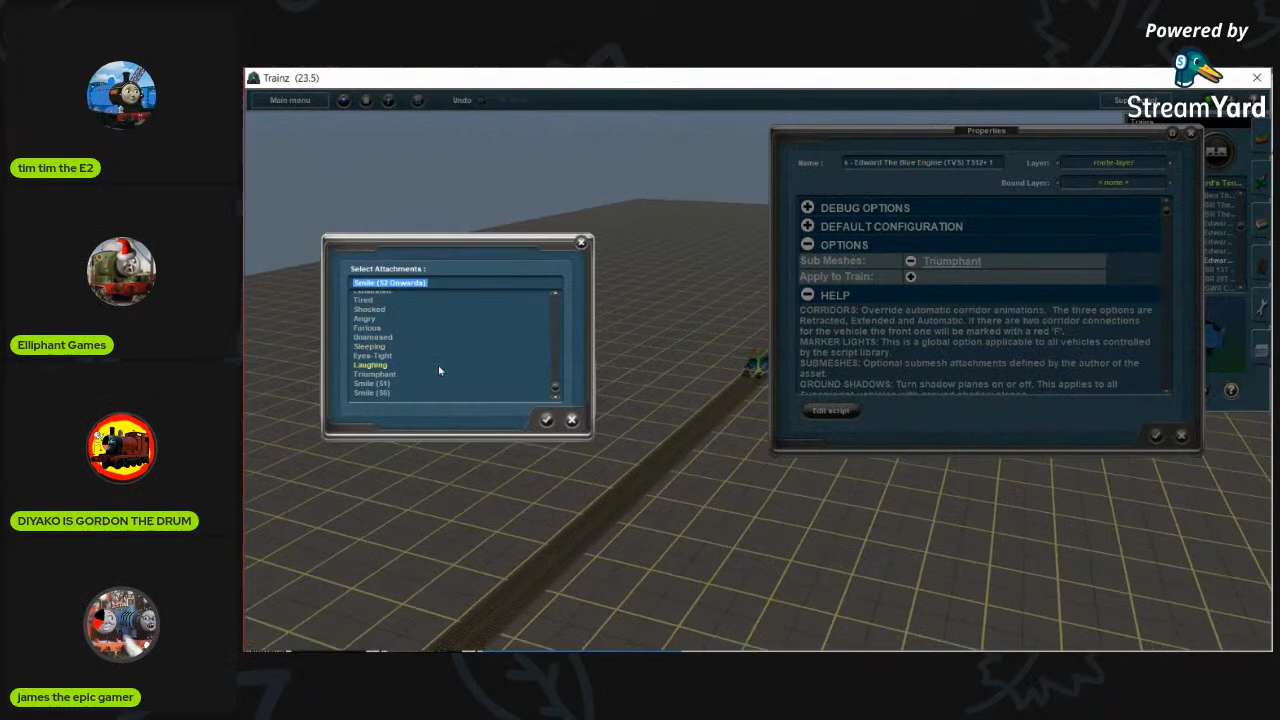 Powered by
StreamYard
Trainz (23.5)
Main menu
Undo
tim tim the E2
Elliphant Games
DIYAKO IS GORDON THE DRUM
james the epic gamer
Select Attachments :
Smile (S2 Onwards)
Tired
Shocked
Angry
Furious
Unamused
Sleeping
Eyes-Tight
Laughing
Triumphant
Smile (S1)
Smile (S6)
Properties
Name : - Edward The Blue Engine (TVS) TS12+ 1 Layer: route-layer
Bound Layer: < none >
DEBUG OPTIONS
DEFAULT CONFIGURATION
OPTIONS
Sub Meshes: Triumphant
Apply to Train:
HELP
CORRIDORS: Override automatic corridor animations. The three options are
Retracted, Extended and Automatic. If there are two corridor connections
for the vehicle the front one will be marked with a red 'F'.
MARKER LIGHTS: This is a global option applicable to all vehicles controlled
by the script library.
SUBMESHES: Optional submesh attachments defined by the author of the
asset.
GROUND SHADOWS: Turn shadow planes on or off. This applies to all
Edit script